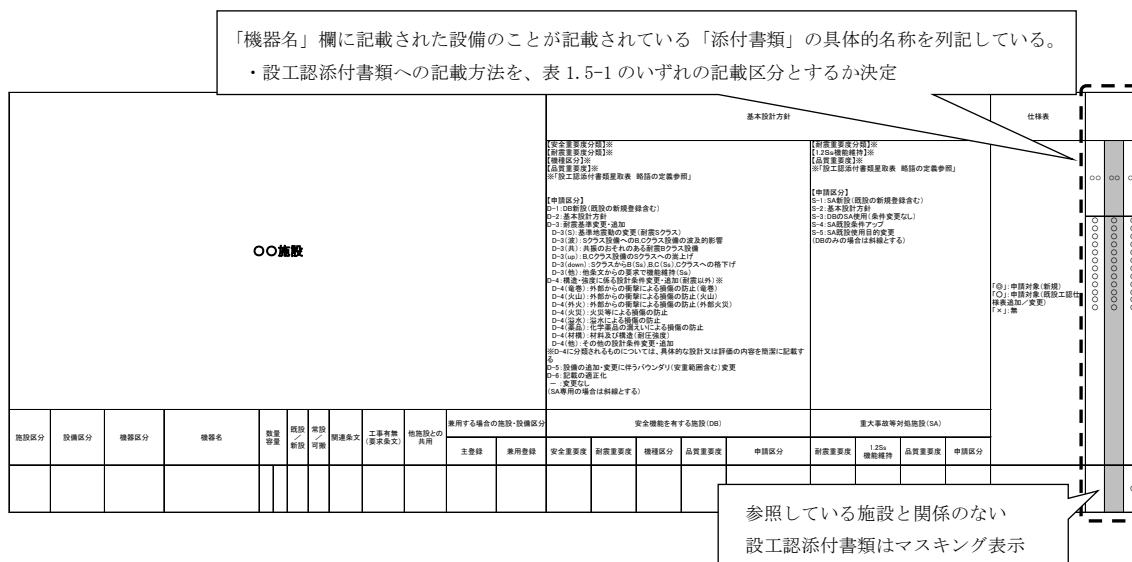 「機器名」欄に記載された設備のことが記載されている「添付書類」の具体的名称を列記している。
・設工認添付書類への記載方法を、表 1.5-1 のいずれの記載区分とするか決定
基本設計方針
仕様表
〇〇施設
【安全重要度分類】※
【耐震重要度分類】※
【機種区分】※
【品質重要度】※
※「設工認添付書類星取表 略語の定義参照」
【申請区分】
D-1:DB新設(既設の新規登録含む)
D-2:基本設計方針
D-3:耐震基準変更・追加
D-3(S):基準地震動の変更(耐震Sクラス)
D-3(波):Sクラス設備へのB,Cクラス設備の波及的影響
D-3(共):共振のおそれのある耐震Bクラス設備
D-3(up):B,Cクラス設備のSクラスへの嵩上げ
D-3(down):SクラスからB(Ss),B,C(Ss),Cクラスへの格下げ
D-3(他):他条文からの要求で機能維持(Ss)
D-4:構造・強度に係る設計条件変更・追加(耐震以外)※
D-4(竜巻):外部からの衝撃による損傷の防止(竜巻)
D-4(火山):外部からの衝撃による損傷の防止(火山)
D-4(外火):外部からの衝撃による損傷の防止(外部火災)
D-4(火災):火災等による損傷の防止
D-4(溢水):溢水による損傷の防止
D-4(薬品):化学薬品の漏えいによる損傷の防止
D-4(材構):材料及び構造(耐圧強度)
D-4(他):その他の設計条件変更・追加
※D-4に分類されるものについては、具体的な設計又は評価の内容を簡潔に記載す
る
D-5:設備の追加・変更に伴うバウンダリ(安重範囲含む)変更
D-6:記載の適正化
―:変更なし
(SA専用の場合は斜線とする)
【耐震重要度分類】※
【1.2Ss機能維持】※
【品質重要度】※
※「設工認添付書類星取表 略語の定義参照」
【申請区分】
S-1:SA新設(既設の新規登録含む)
S-2:基本設計方針
S-3:DBのSA使用(条件変更なし)
S-4:SA既設条件アップ
S-5:SA既設使用目的変更
(DBのみの場合は斜線とする)
「◎」:申請対象(新規)
「〇」:申請対象(既設工認仕
様表追加/変更)
「×」:無
〇〇 〇〇
〇 〇 〇
〇 〇 〇
〇 〇 〇
〇 〇 〇
〇 〇 〇
〇 〇 〇
〇 〇 〇
〇 〇 〇
〇 〇 〇
〇 〇 〇
施設区分 設備区分 機器区分 機器名 数量 容量 既設/新設 常設/可搬 関連条文 工事有無(要求条文) 他施設との共用
兼用する場合の施設・設備区分 安全機能を有する施設(DB) 重大事故等対処施設(SA)
主登録 兼用登録 安全重要度 耐震重要度 機種区分 品質重要度 申請区分 耐震重要度 1.2Ss機能維持 品質重要度 申請区分
参照している施設と関係のない
設工認添付書類はマスキング表示